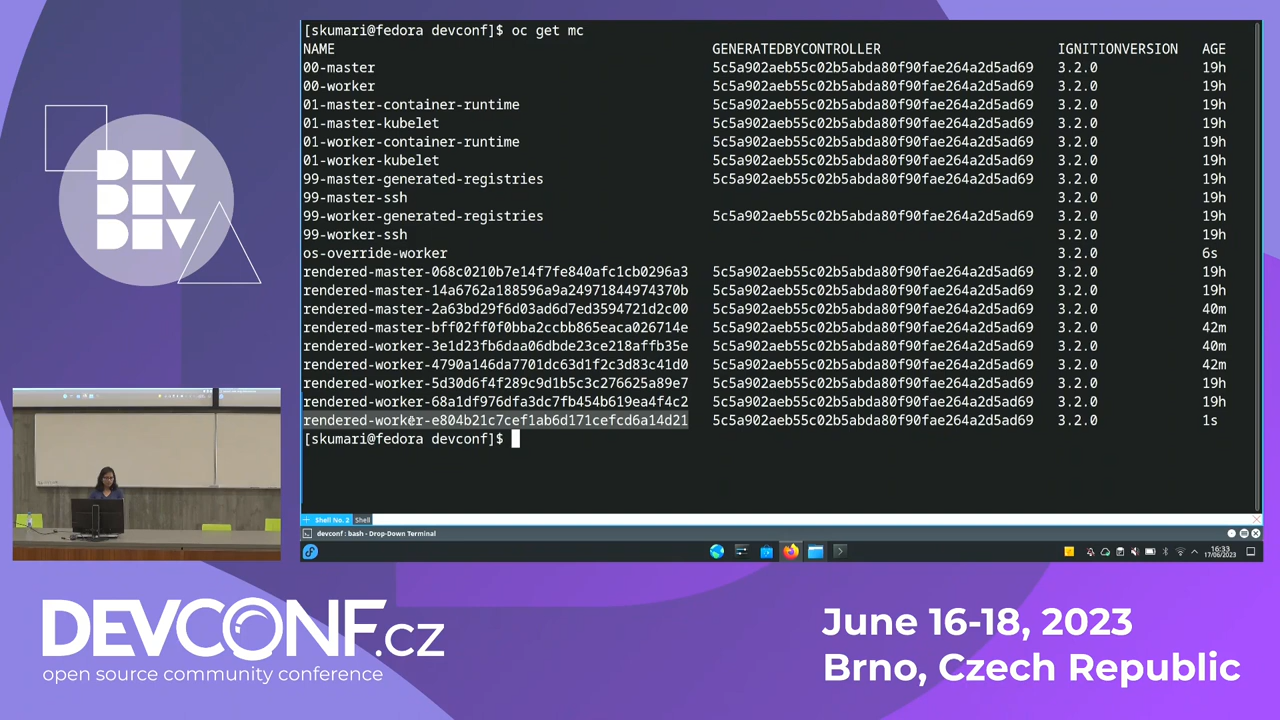 DEV
DEV
DEV
[skumari@fedora devconf]$ oc get mc
NAME GENERATEDBYCONTROLLER IGNITIONVERSION AGE
00-master 5c5a902aeb55c02b5abda80f90fae264a2d5ad69 3.2.0 19h
00-worker 5c5a902aeb55c02b5abda80f90fae264a2d5ad69 3.2.0 19h
01-master-container-runtime 5c5a902aeb55c02b5abda80f90fae264a2d5ad69 3.2.0 19h
01-master-kubelet 5c5a902aeb55c02b5abda80f90fae264a2d5ad69 3.2.0 19h
01-worker-container-runtime 5c5a902aeb55c02b5abda80f90fae264a2d5ad69 3.2.0 19h
01-worker-kubelet 5c5a902aeb55c02b5abda80f90fae264a2d5ad69 3.2.0 19h
99-master-generated-registries 5c5a902aeb55c02b5abda80f90fae264a2d5ad69 3.2.0 19h
99-master-ssh 3.2.0 19h
99-worker-generated-registries 5c5a902aeb55c02b5abda80f90fae264a2d5ad69 3.2.0 19h
99-worker-ssh 3.2.0 19h
os-override-worker 3.2.0 6s
rendered-master-068c0210b7e14f7fe840afc1cb0296a3 5c5a902aeb55c02b5abda80f90fae264a2d5ad69 3.2.0 19h
rendered-master-14a6762a188596a9a24971844974370b 5c5a902aeb55c02b5abda80f90fae264a2d5ad69 3.2.0 19h
rendered-master-2a63bd29f6d03ad6d7ed3594721d2c00 5c5a902aeb55c02b5abda80f90fae264a2d5ad69 3.2.0 40m
rendered-master-bff02ff0f0bba2ccbb865eaca026714e 5c5a902aeb55c02b5abda80f90fae264a2d5ad69 3.2.0 42m
rendered-worker-3e1d23fb6daa06dbde23ce218affb35e 5c5a902aeb55c02b5abda80f90fae264a2d5ad69 3.2.0 40m
rendered-worker-4790a146da7701dc63d1f2c3d83c41d0 5c5a902aeb55c02b5abda80f90fae264a2d5ad69 3.2.0 42m
rendered-worker-5d30d6f4f289c9d1b5c3c276625a89e7 5c5a902aeb55c02b5abda80f90fae264a2d5ad69 3.2.0 19h
rendered-worker-68a1df976dfa3dc7fb454b619ea4f4c2 5c5a902aeb55c02b5abda80f90fae264a2d5ad69 3.2.0 19h
rendered-worker-e804b21c7cef1ab6d171cefcd6a14d21 5c5a902aeb55c02b5abda80f90fae264a2d5ad69 3.2.0 1s
[skumari@fedora devconf]$
Shell No. 2 Shell
devconf : bash - Drop-Down Terminal
16:33
17/06/2023
DEVCONF.cz
open source community conference
June 16-18, 2023
Brno, Czech Republic